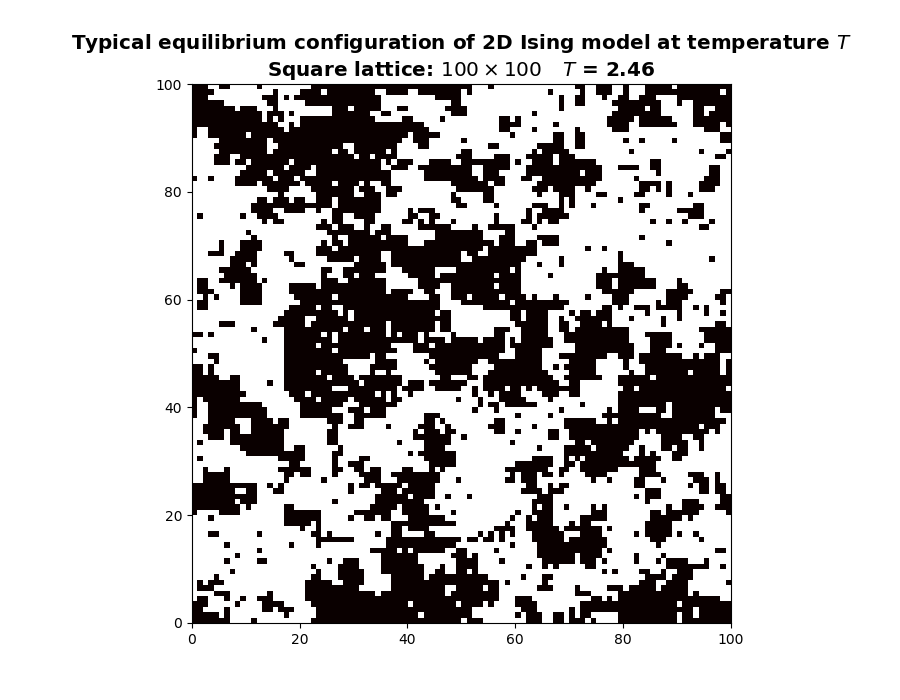 Typical equilibrium configuration of 2D Ising model at temperature T
Square lattice: 100 × 100 T = 2.46
100
80
60
40
20
0
0 20 40 60 80 100